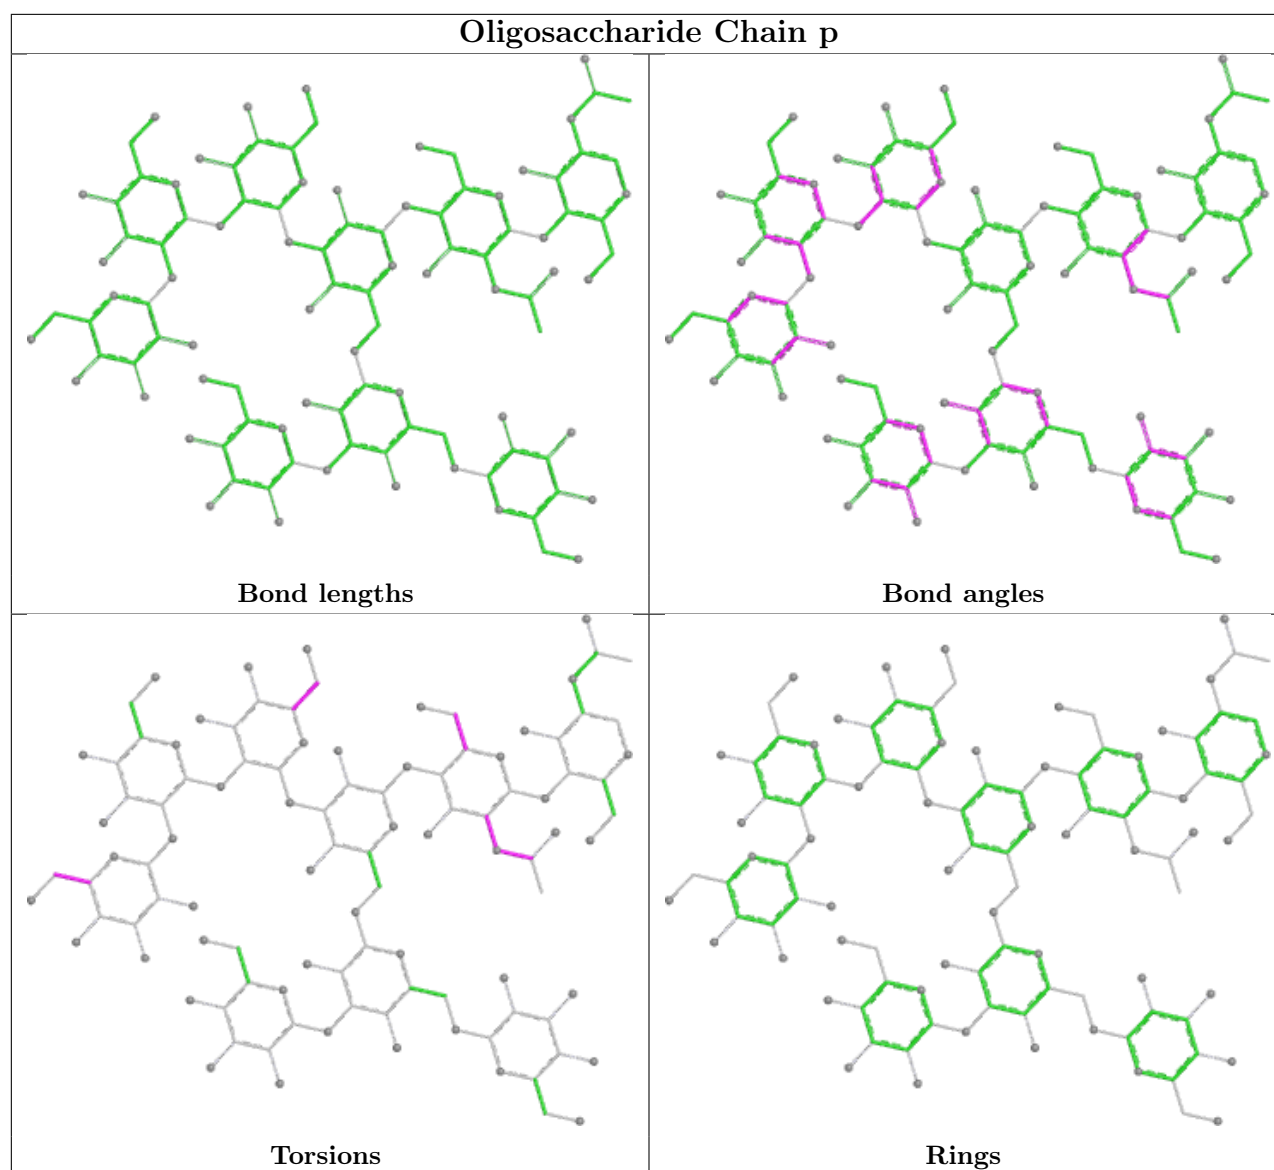 Oligosaccharide Chain p
Bond lengths
Bond angles
Torsions
Rings